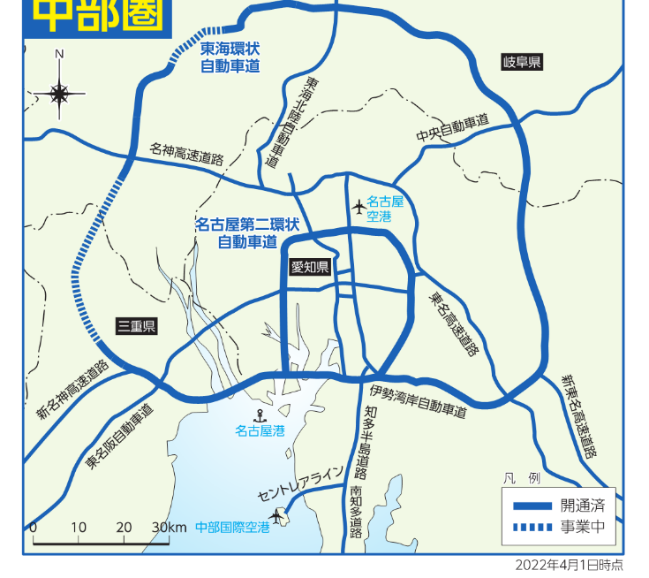 中部圏
N
東海環状
自動車道
岐阜県
東海北陸自動車道
中央自動車道
名神高速道路
名古屋
空港
名古屋第二環状
自動車道
愛知県
三重県
東名高速道路
新名神高速道路
東名阪自動車道
伊勢湾岸自動車道
新東名高速道路
名古屋港
知多半島道路
セントレアライン
南知多道路
中部国際空港
0 10 20 30km
凡例
開通済
事業中
2022年4月1日時点